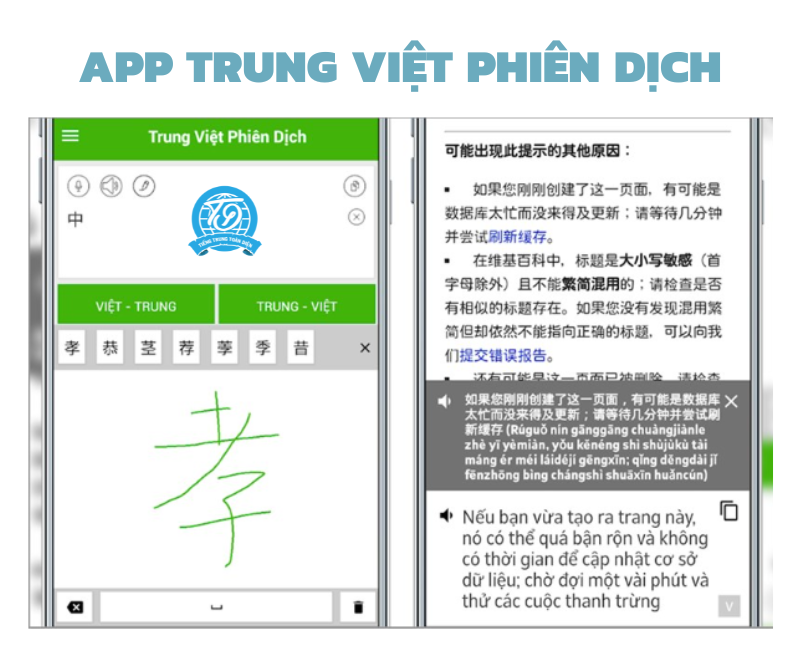 APP TRUNG VIỆT PHIÊN DỊCH
Trung Việt Phiên Dịch
中
TIẾNG TRUNG TOÀN DIỆN
VIỆT - TRUNG
TRUNG - VIỆT
孝 恭 茎 荐 莩 季 昔
孝
可能出现此提示的其他原因：
▪ 如果您刚刚创建了这一页面，有可能是
数据库太忙而没来得及更新；请等待几分钟
并尝试刷新缓存。
▪ 在维基百科中，标题是大小写敏感（首
字母除外）且不能繁简混用的；请检查是否
有相似的标题存在。如果您没有发现混用繁
简但却依然不能指向正确的标题，可以向我
们提交错误报告。
▪ 还有可能是这一页面已被删除，请检查
如果您刚刚创建了这一页面，有可能是数据库
太忙而没来得及更新；请等待几分钟并尝试刷
新缓存 (Rúguǒ nín gānggāng chuàngjiànle
zhè yī yèmiàn, yǒu kěnéng shì shùjùkù tài
máng ér méi láidéjí gēngxīn; qǐng děngdài jǐ
fēnzhōng bìng chángshì shuāxīn huǎncún)
Nếu bạn vừa tạo ra trang này,
nó có thể quá bận rộn và không
có thời gian để cập nhật cơ sở
dữ liệu; chờ đợi một vài phút và
thử các cuộc thanh trừng
V